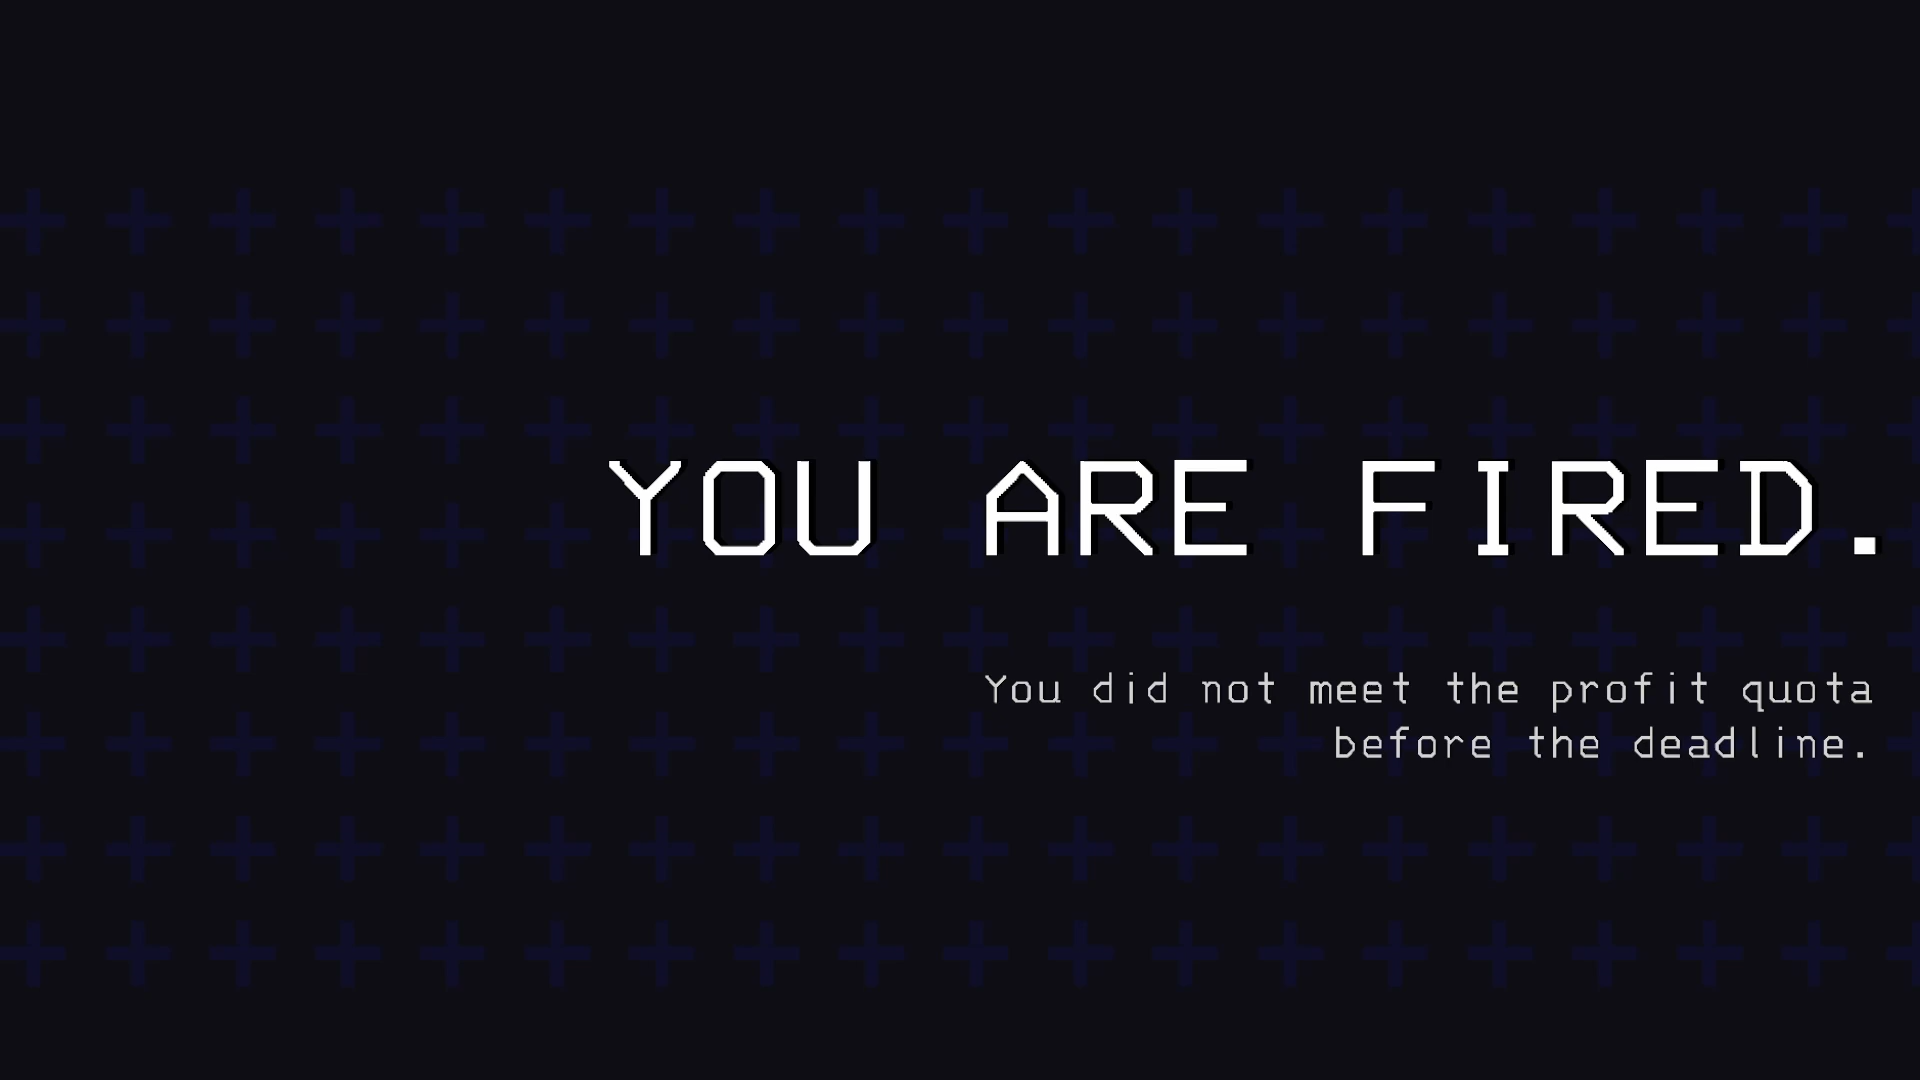 YOU ARE FIRED.
You did not meet the profit quota
before the deadline.